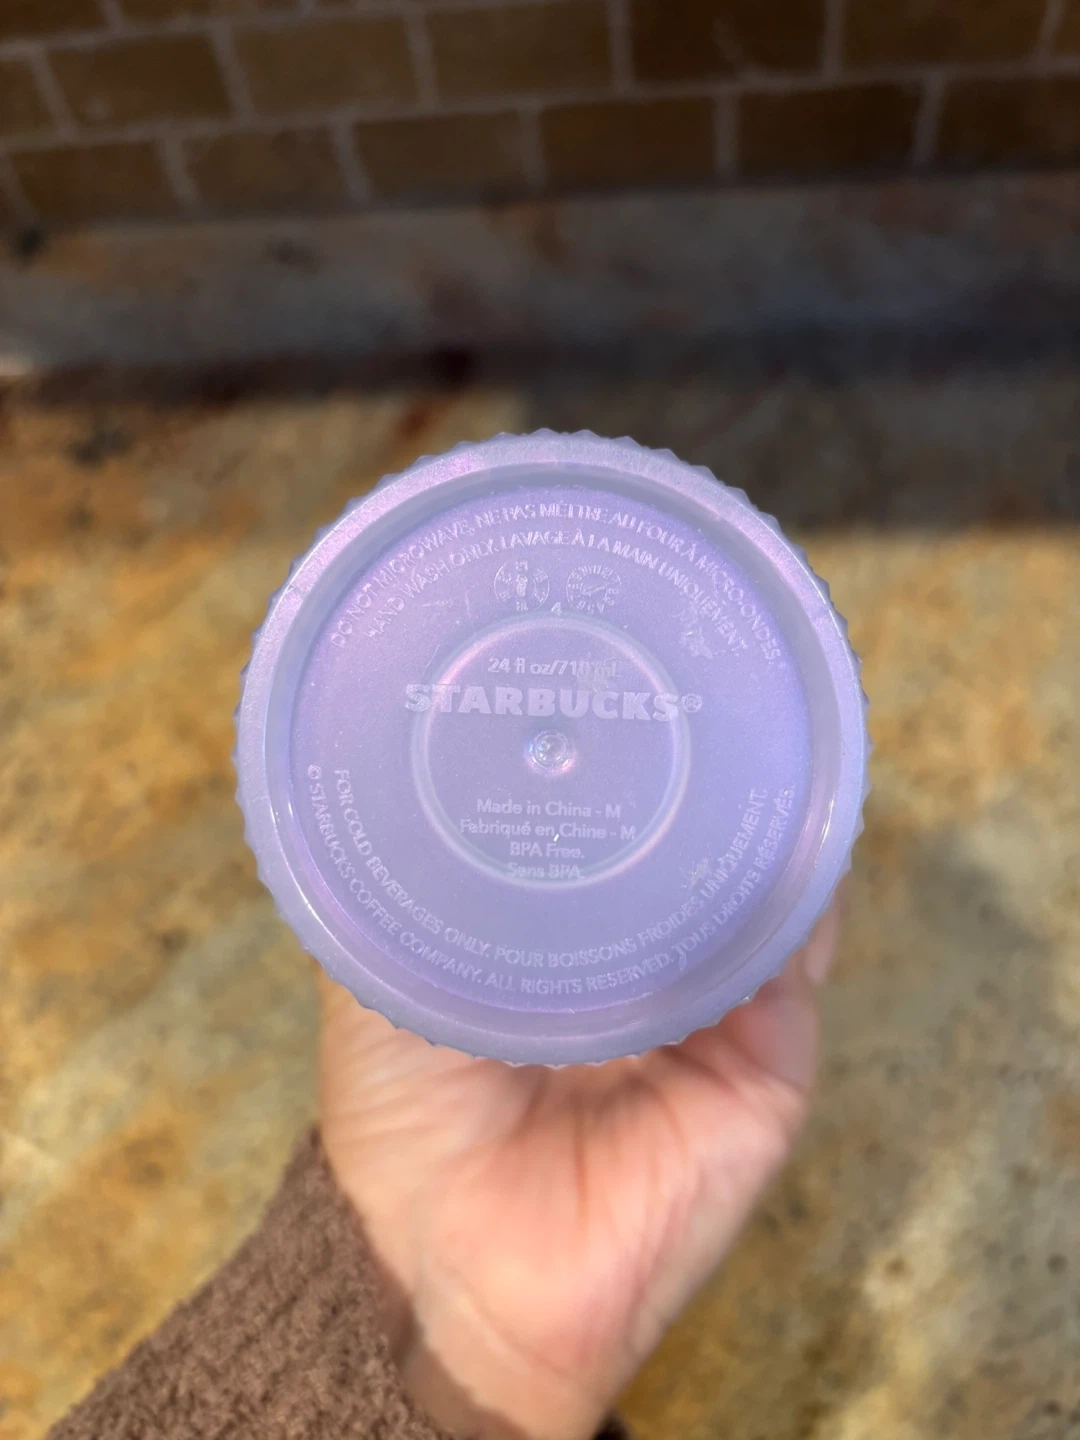 DO NOT MICROWAVE. NE PAS METTRE AU FOUR À MICRO-ONDES.
HAND WASH ONLY. LAVAGE À LA MAIN UNIQUEMENT.
4
24 fl oz/710 mL
STARBUCKS®
Made in China - M
Fabriqué en Chine - M
BPA Free.
Sans BPA.
FOR COLD BEVERAGES ONLY. POUR BOISSONS FROIDES UNIQUEMENT.
© STARBUCKS COFFEE COMPANY. ALL RIGHTS RESERVED. TOUS DROITS RÉSERVÉS.